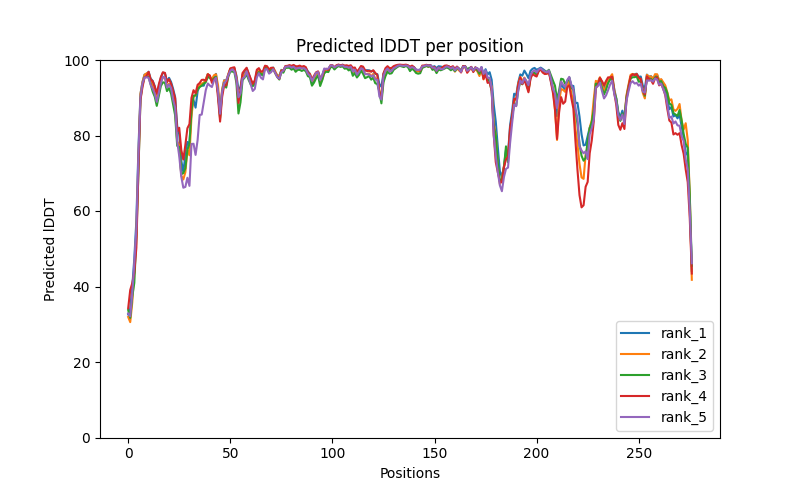 Predicted lDDT per position
100
80
60
40
20
0
Predicted lDDT
0 50 100 150 200 250
Positions
rank_1
rank_2
rank_3
rank_4
rank_5